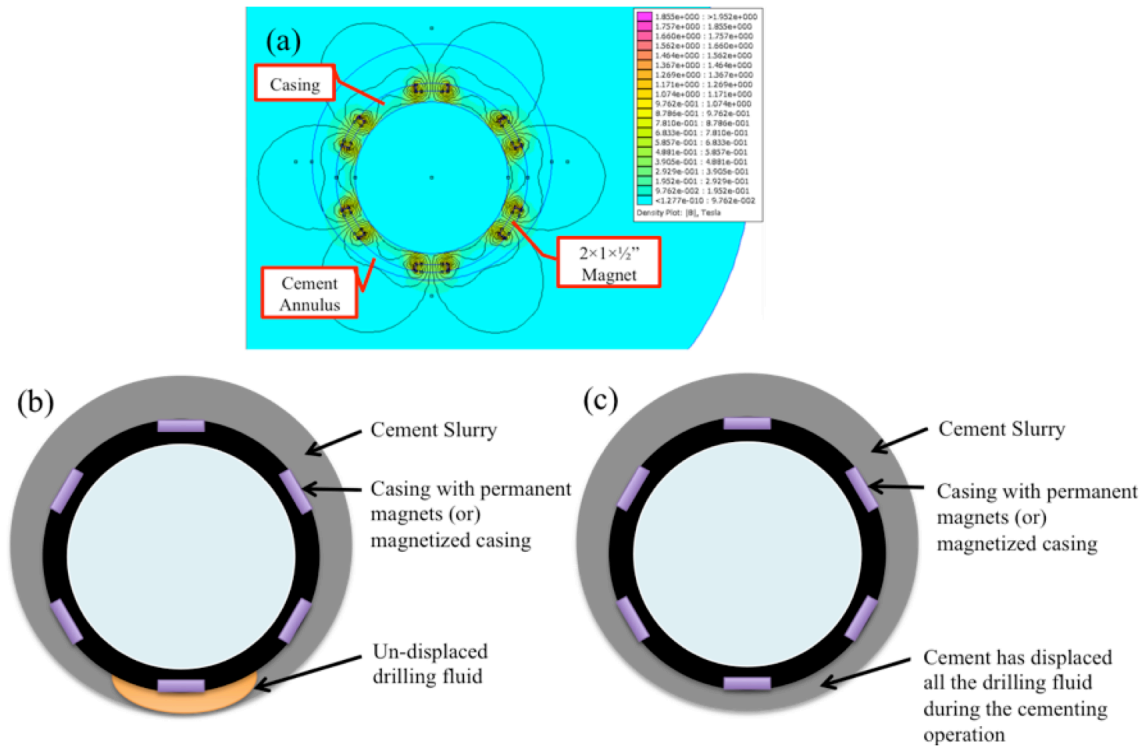 (a)
Casing
Cement
Annulus
2×1×½”
Magnet
1.855e+000 : >1.952e+000
1.757e+000 : 1.855e+000
1.660e+000 : 1.757e+000
1.562e+000 : 1.660e+000
1.464e+000 : 1.562e+000
1.367e+000 : 1.464e+000
1.269e+000 : 1.367e+000
1.171e+000 : 1.269e+000
1.074e+000 : 1.171e+000
9.762e-001 : 1.074e+000
8.786e-001 : 9.762e-001
7.810e-001 : 8.786e-001
6.833e-001 : 7.810e-001
5.857e-001 : 6.833e-001
4.881e-001 : 5.857e-001
3.905e-001 : 4.881e-001
2.929e-001 : 3.905e-001
1.952e-001 : 2.929e-001
9.762e-002 : 1.952e-001
<1.277e-010 : 9.762e-002
Density Plot: |B|, Tesla
(b)
Cement Slurry
Casing with permanent
magnets (or)
magnetized casing
Un-displaced
drilling fluid
(c)
Cement Slurry
Casing with permanent
magnets (or)
magnetized casing
Cement has displaced
all the drilling fluid
during the cementing
operation